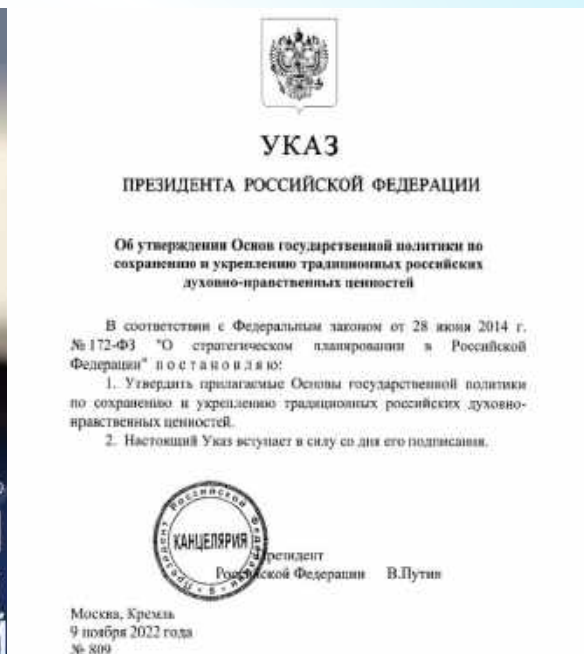 УКАЗ
ПРЕЗИДЕНТА РОССИЙСКОЙ ФЕДЕРАЦИИ
Об утверждении Основ государственной политики по
сохранению и укреплению традиционных российских
духовно-нравственных ценностей
В соответствии с Федеральным законом от 28 июня 2014 г.
№ 172-ФЗ "О стратегическом планировании в Российской
Федерации" п о с т а н о в л я ю:
1. Утвердить прилагаемые Основы государственной политики
по сохранению и укреплению традиционных российских духовно-
нравственных ценностей.
2. Настоящий Указ вступает в силу со дня его подписания.
КАНЦЕЛЯРИЯ
Президент
Российской Федерации В.Путин
Москва, Кремль
9 ноября 2022 года
№ 809